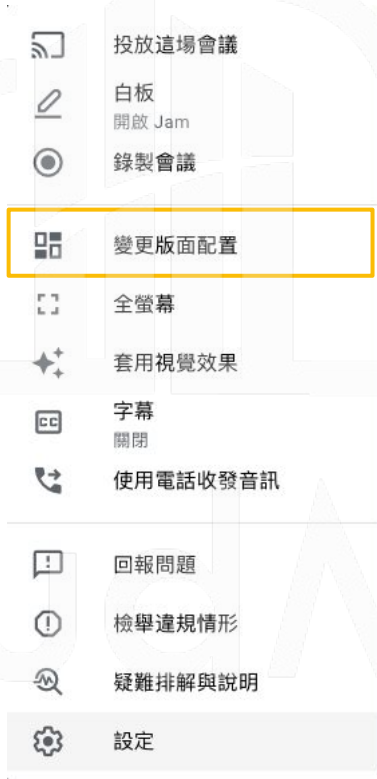 投放這場會議
白板
開啟 Jam
錄製會議
變更版面配置
全螢幕
套用視覺效果
CC
字幕
關閉
使用電話收發音訊
回報問題
檢舉違規情形
疑難排解與說明
設定